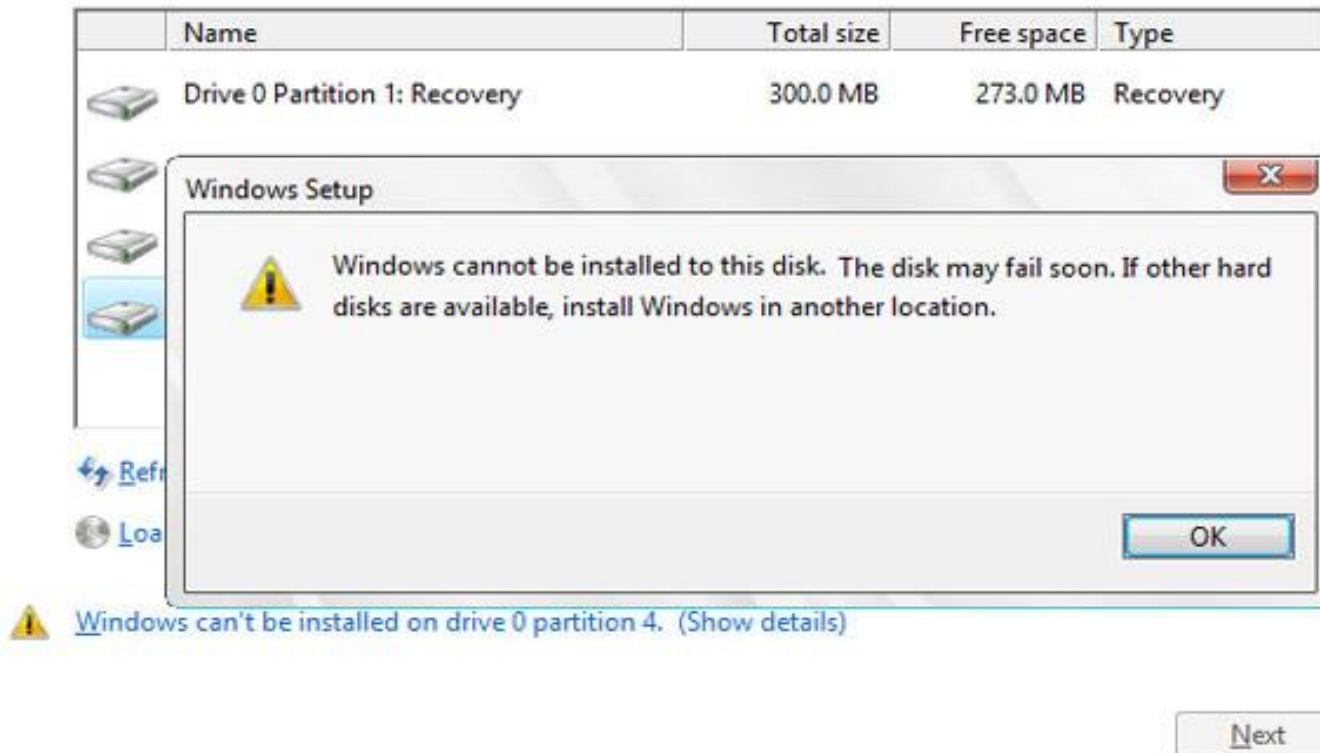 Name Total size Free space Type
Drive 0 Partition 1: Recovery 300.0 MB 273.0 MB Recovery
Windows Setup
Windows cannot be installed to this disk. The disk may fail soon. If other hard
disks are available, install Windows in another location.
Refr
Loa
OK
Windows can't be installed on drive 0 partition 4. (Show details)
Next